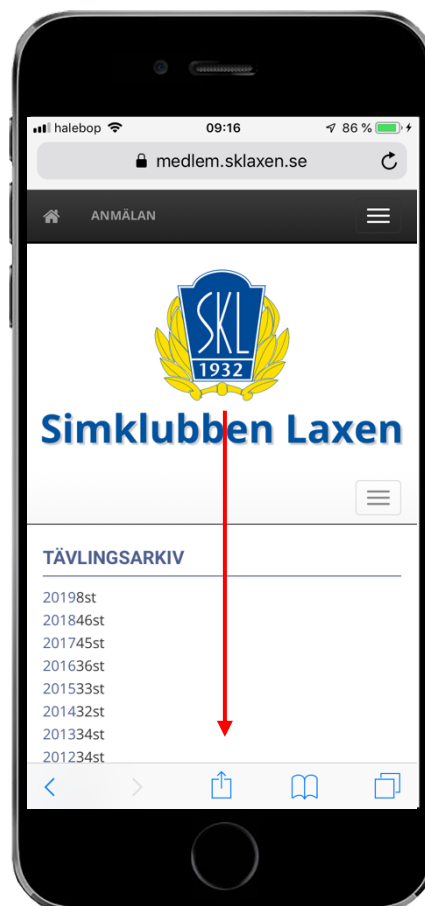 halebop 09:16 86 %
medlem.sklaxen.se
ANMÄLAN
SKL
1932
Simklubben Laxen
TÄVLINGSARKIV
20198st
201846st
201745st
201636st
201533st
201432st
201334st
201234st